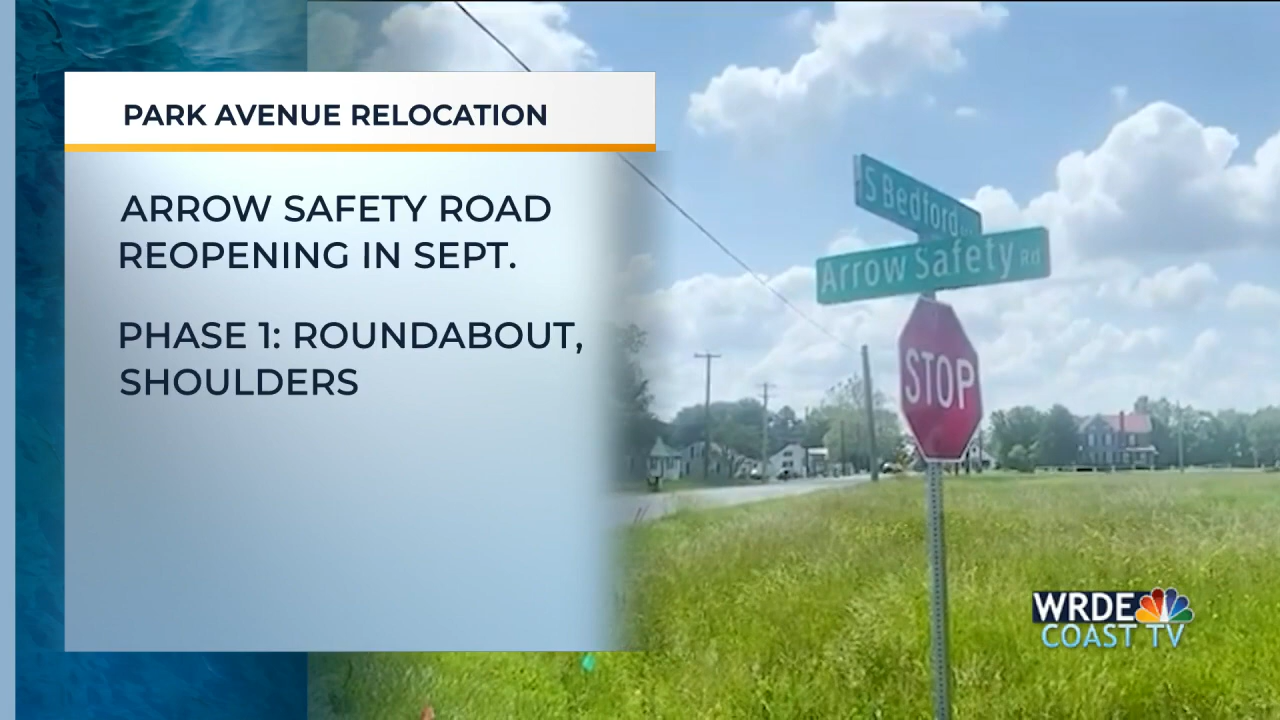 PARK AVENUE RELOCATION
ARROW SAFETY ROAD
REOPENING IN SEPT.
PHASE 1: ROUNDABOUT,
SHOULDERS
S Bedford
Arrow Safety Rd
STOP
WRDE
COAST TV